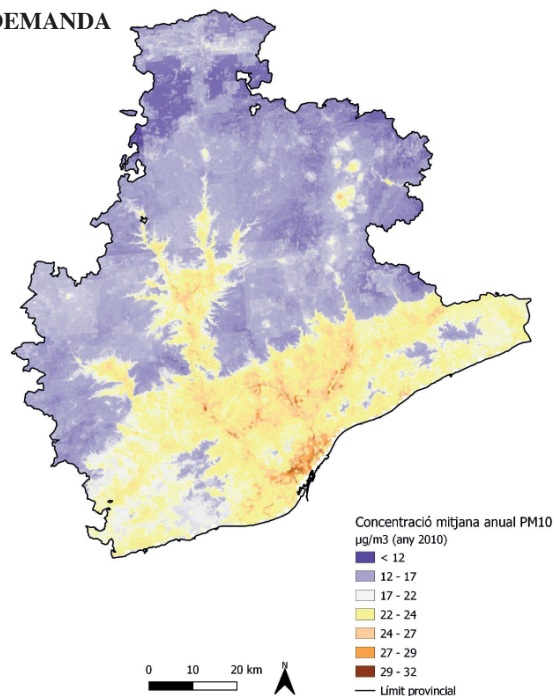 DEMANDA
Concentració mitjana anual PM10
µg/m3 (any 2010)
< 12
12 - 17
17 - 22
22 - 24
24 - 27
27 - 29
29 - 32
Límit provincial
0 10 20 km
N